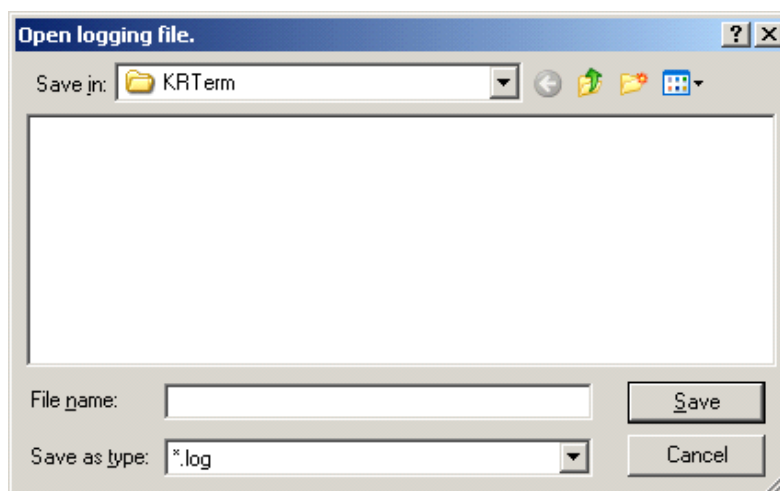 Open logging file.
Save in: KRTerm
File name: Save
Save as type: *.log Cancel